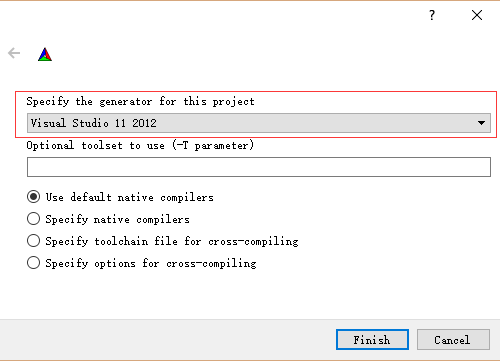 ?
Specify the generator for this project
Visual Studio 11 2012
Optional toolset to use (-T parameter)
Use default native compilers
Specify native compilers
Specify toolchain file for cross-compiling
Specify options for cross-compiling
Finish Cancel